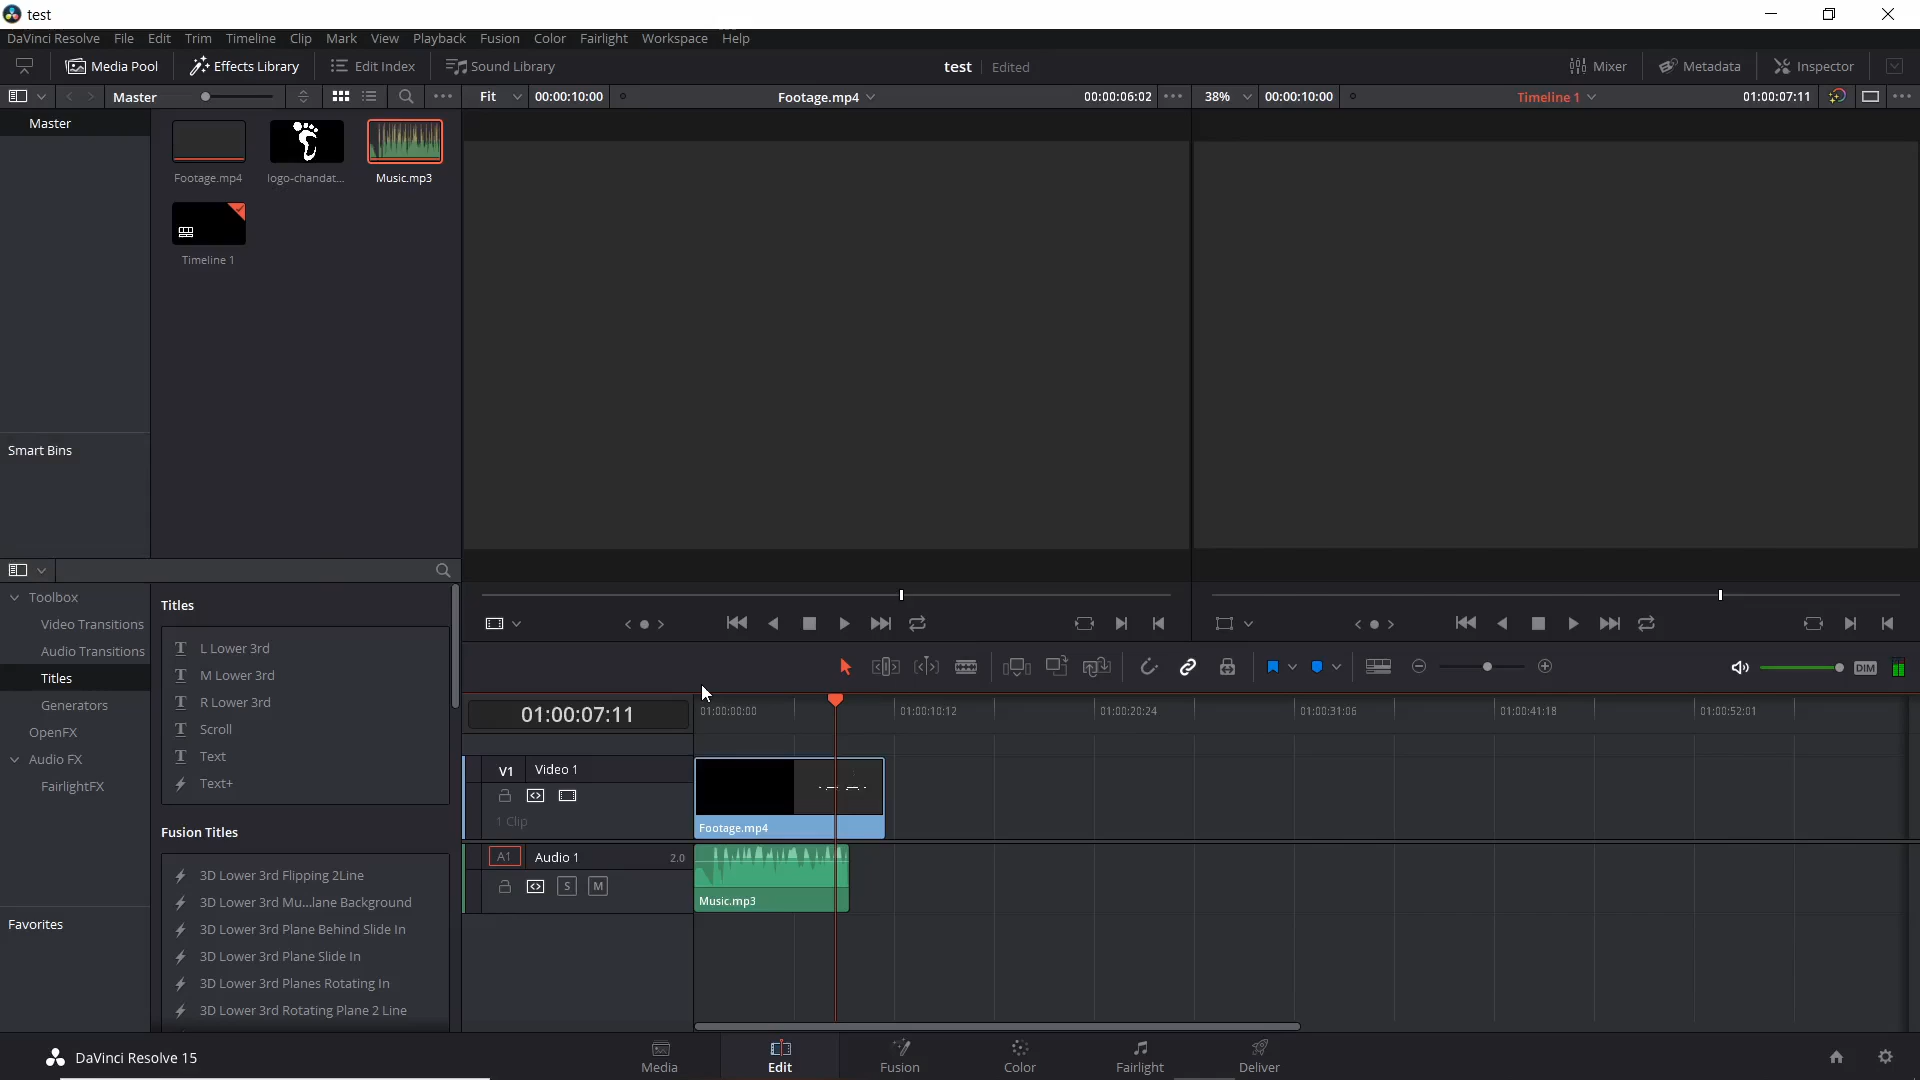 test
DaVinci Resolve File Edit Trim Timeline Clip Mark View Playback Fusion Color Fairlight Workspace Help
Media Pool Effects Library Edit Index Sound Library test Edited Mixer Metadata Inspector
Master Fit 00:00:10:00 Footage.mp4 00:00:06:02 38% 00:00:10:00 Timeline 1 01:00:07:11
Master
Footage.mp4 logo-chandat... Music.mp3
Timeline 1
Smart Bins
Toolbox
Video Transitions
Audio Transitions
Titles
Generators
OpenFX
Audio FX
FairlightFX
Favorites
Titles
L Lower 3rd
M Lower 3rd
R Lower 3rd
Scroll
Text
Text+
Fusion Titles
3D Lower 3rd Flipping 2Line
3D Lower 3rd Mu...lane Background
3D Lower 3rd Plane Behind Slide In
3D Lower 3rd Plane Slide In
3D Lower 3rd Planes Rotating In
3D Lower 3rd Rotating Plane 2 Line
DIM
01:00:07:11 01:00:00:00 01:00:10:12 01:00:20:24 01:00:31:06 01:00:41:18 01:00:52:01
V1 Video 1
1 Clip
Footage.mp4
A1 Audio 1 2.0
S M
Music.mp3
DaVinci Resolve 15 Media Edit Fusion Color Fairlight Deliver